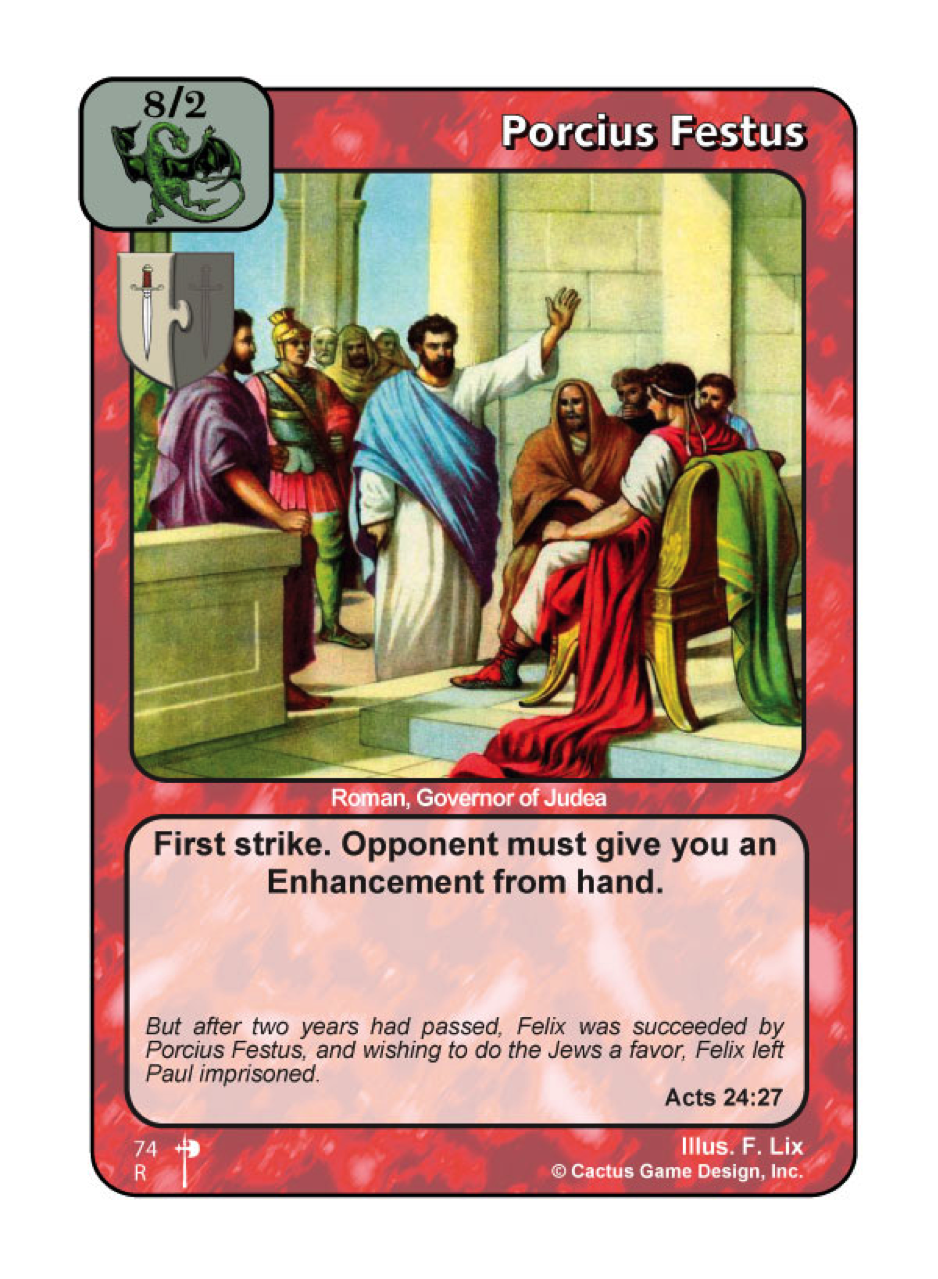 8/2
Porcius Festus
Roman, Governor of Judea
First strike. Opponent must give you an
Enhancement from hand.
But after two years had passed, Felix was succeeded by
Porcius Festus, and wishing to do the Jews a favor, Felix left
Paul imprisoned.
Acts 24:27
74
R
Illus. F. Lix
© Cactus Game Design, Inc.